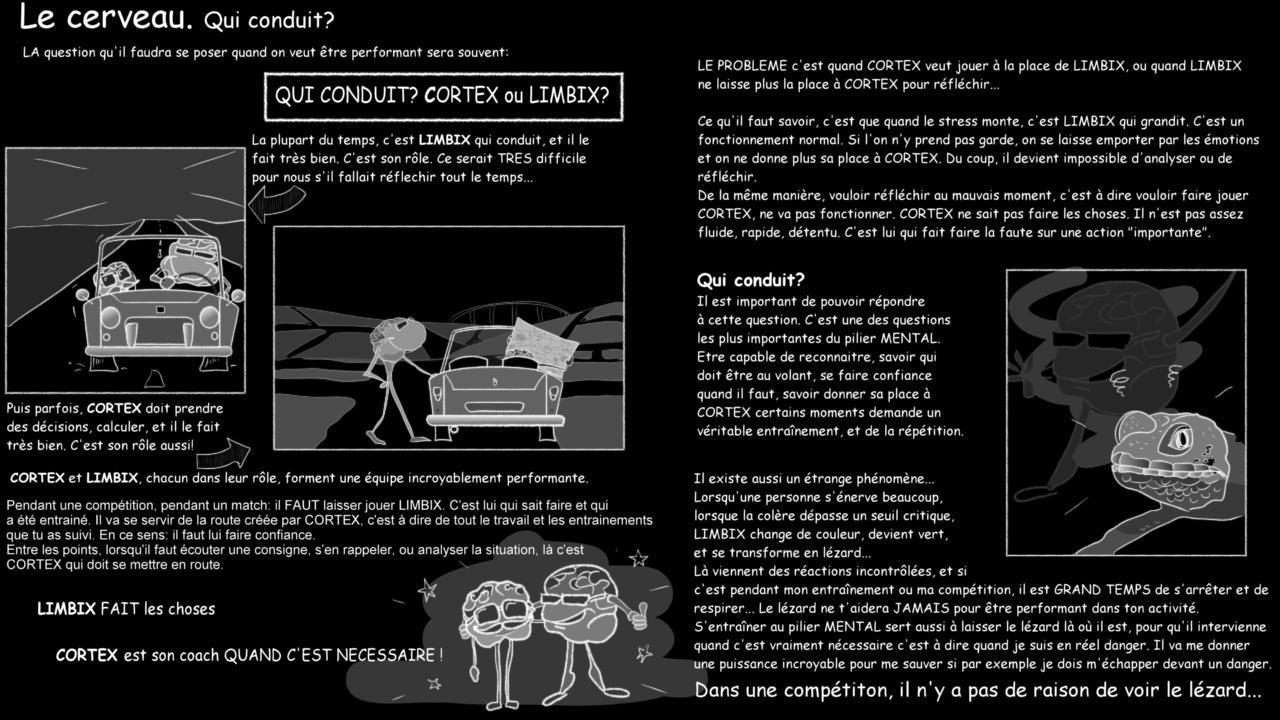 Le cerveau. Qui conduit?
LA question qu'il faudra se poser quand on veut être performant sera souvent:
QUI CONDUIT? CORTEX ou LIMBIX?
La plupart du temps, c'est LIMBIX qui conduit, et il le
fait très bien. C'est son rôle. Ce serait TRES difficile
pour nous s'il fallait réflechir tout le temps...
Puis parfois, CORTEX doit prendre
des décisions, calculer, et il le fait
très bien. C'est son rôle aussi!
CORTEX et LIMBIX, chacun dans leur rôle, forment une équipe incroyablement performante.
Pendant une compétition, pendant un match: il FAUT laisser jouer LIMBIX. C'est lui qui sait faire et qui
a été entrainé. Il va se servir de la route créée par CORTEX, c'est à dire de tout le travail et les entrainements
que tu as suivi. En ce sens: il faut lui faire confiance.
Entre les points, lorsqu'il faut écouter une consigne, s'en rappeler, ou analyser la situation, là c'est
CORTEX qui doit se mettre en route.
LIMBIX FAIT les choses
CORTEX est son coach QUAND C'EST NECESSAIRE !
LE PROBLEME c'est quand CORTEX veut jouer à la place de LIMBIX, ou quand LIMBIX
ne laisse plus la place à CORTEX pour réfléchir...
Ce qu'il faut savoir, c'est que quand le stress monte, c'est LIMBIX qui grandit. C'est un
fonctionnement normal. Si l'on n'y prend pas garde, on se laisse emporter par les émotions
et on ne donne plus sa place à CORTEX. Du coup, il devient impossible d'analyser ou de
réfléchir.
De la même manière, vouloir réfléchir au mauvais moment, c'est à dire vouloir faire jouer
CORTEX, ne va pas fonctionner. CORTEX ne sait pas faire les choses. Il n'est pas assez
fluide, rapide, détentu. C'est lui qui fait faire la faute sur une action "importante".
Qui conduit?
Il est important de pouvoir répondre
à cette question. C'est une des questions
les plus importantes du pilier MENTAL.
Etre capable de reconnaitre, savoir qui
doit être au volant, se faire confiance
quand il faut, savoir donner sa place à
CORTEX certains moments demande un
véritable entraînement, et de la répétition.
Il existe aussi un étrange phénomène...
Lorsqu'une personne s'énerve beaucoup,
lorsque la colère dépasse un seuil critique,
LIMBIX change de couleur, devient vert,
et se transforme en lézard...
Là viennent des réactions incontrôlées, et si
c'est pendant mon entraînement ou ma compétition, il est GRAND TEMPS de s'arrêter et de
respirer... Le lézard ne t'aidera JAMAIS pour être performant dans ton activité.
S'entraîner au pilier MENTAL sert aussi à laisser le lézard là où il est, pour qu'il intervienne
quand c'est vraiment nécessaire c'est à dire quand je suis en réel danger. Il va me donner
une puissance incroyable pour me sauver si par exemple je dois m'échapper devant un danger.
Dans une compétiton, il n'y a pas de raison de voir le lézard...